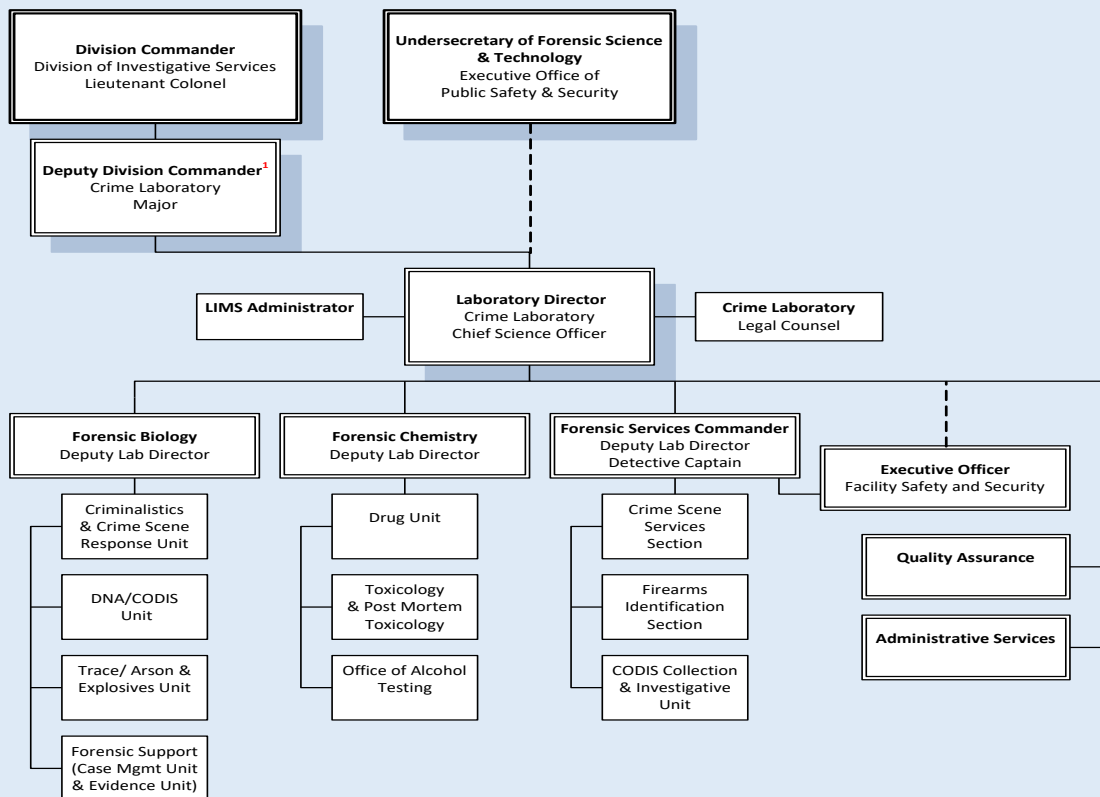 Division Commander
Division of Investigative Services
Lieutenant Colonel
Undersecretary of Forensic Science
& Technology
Executive Office of
Public Safety & Security
Deputy Division Commander1
Crime Laboratory
Major
LIMS Administrator
Laboratory Director
Crime Laboratory
Chief Science Officer
Crime Laboratory
Legal Counsel
Forensic Biology
Deputy Lab Director
Forensic Chemistry
Deputy Lab Director
Forensic Services Commander
Deputy Lab Director
Detective Captain
Executive Officer
Facility Safety and Security
Criminalistics
& Crime Scene
Response Unit
DNA/CODIS
Unit
Trace/ Arson &
Explosives Unit
Forensic Support
(Case Mgmt Unit
& Evidence Unit)
Drug Unit
Toxicology
& Post Mortem
Toxicology
Office of Alcohol
Testing
Crime Scene
Services
Section
Firearms
Identification
Section
CODIS Collection
& Investigative
Unit
Quality Assurance
Administrative Services